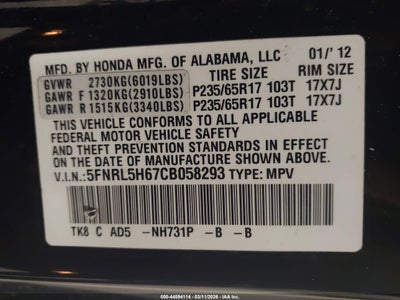 MFD. BY HONDA MFG. OF ALABAMA, LLC 01/' 12
TIRE SIZE RIM SIZE
GVWR 2730KG(6019LBS)
GAWR F 1320KG(2910LBS) P235/65R17 103T 17X7J
GAWR R 1515KG(3340LBS) P235/65R17 103T 17X7J
THIS VEHICLE CONFORMS TO ALL APPLICABLE
FEDERAL MOTOR VEHICLE SAFETY
AND THEFT PREVENTION STANDARDS IN EFFECT
ON THE DATE OF MANUFACTURE SHOWN ABOVE.
V.I.N.: 5FNRL5H67CB058293 TYPE: MPV
TK8 C AD5 -NH731P -B -B
000-44594114 - 03/11/2026 - IAA Inc.